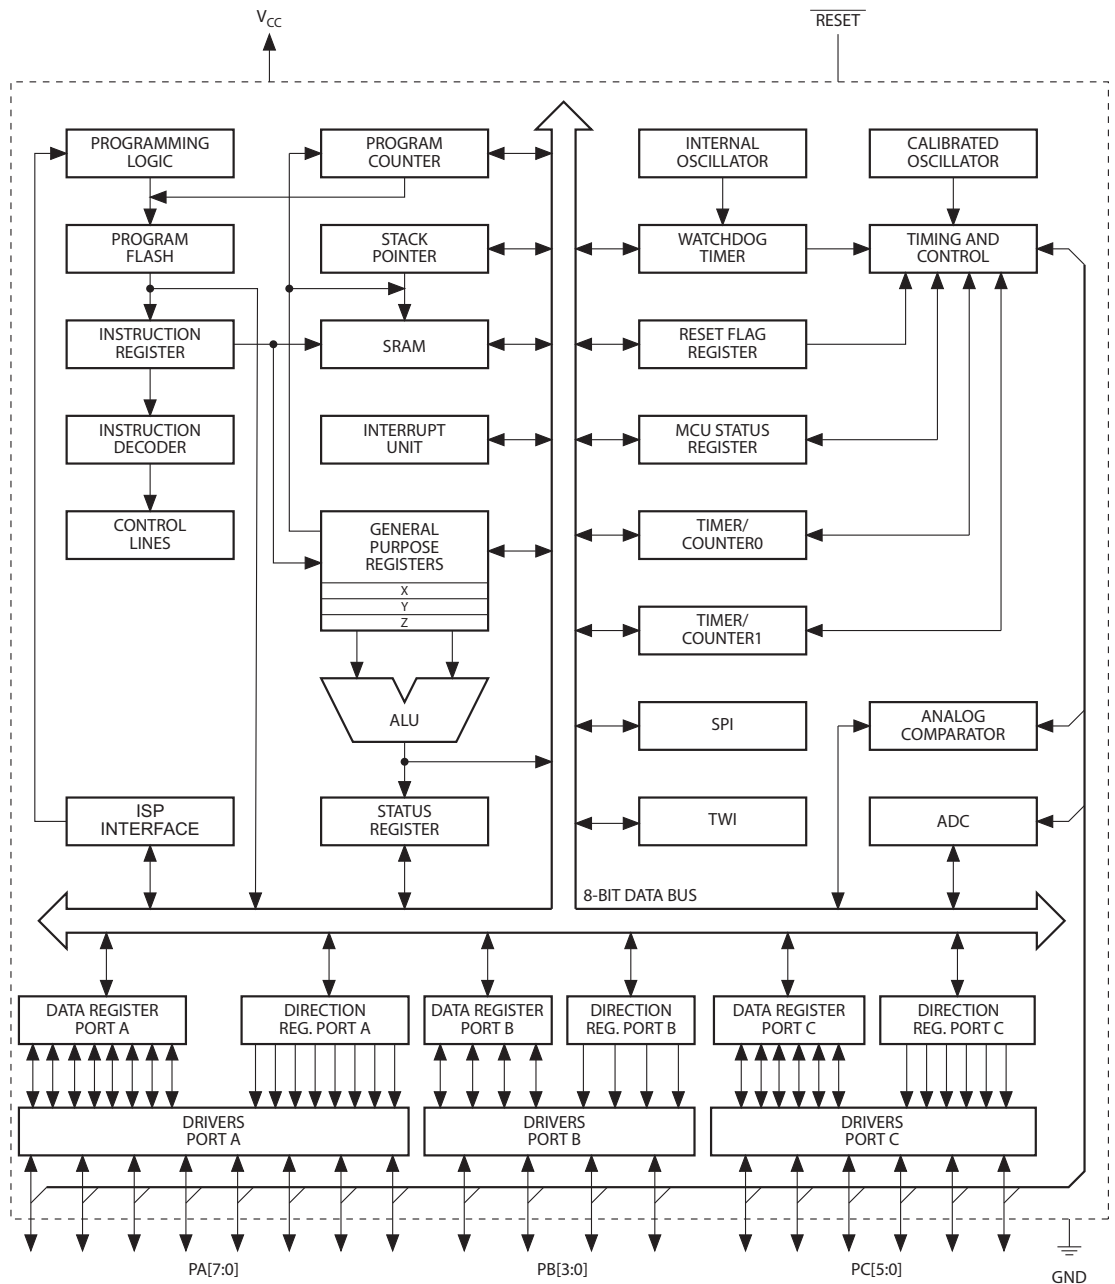 VCC
RESET
PROGRAMMING
LOGIC
PROGRAM
COUNTER
INTERNAL
OSCILLATOR
CALIBRATED
OSCILLATOR
PROGRAM
FLASH
STACK
POINTER
WATCHDOG
TIMER
TIMING AND
CONTROL
INSTRUCTION
REGISTER
SRAM
RESET FLAG
REGISTER
INSTRUCTION
DECODER
INTERRUPT
UNIT
MCU STATUS
REGISTER
CONTROL
LINES
GENERAL
PURPOSE
REGISTERS
X
Y
Z
TIMER/
COUNTER0
TIMER/
COUNTER1
ALU
SPI
ANALOG
COMPARATOR
ISP
INTERFACE
STATUS
REGISTER
TWI
ADC
8-BIT DATA BUS
DATA REGISTER
PORT A
DIRECTION
REG. PORT A
DATA REGISTER
PORT B
DIRECTION
REG. PORT B
DATA REGISTER
PORT C
DIRECTION
REG. PORT C
DRIVERS
PORT A
DRIVERS
PORT B
DRIVERS
PORT C
PA[7:0]
PB[3:0]
PC[5:0]
GND